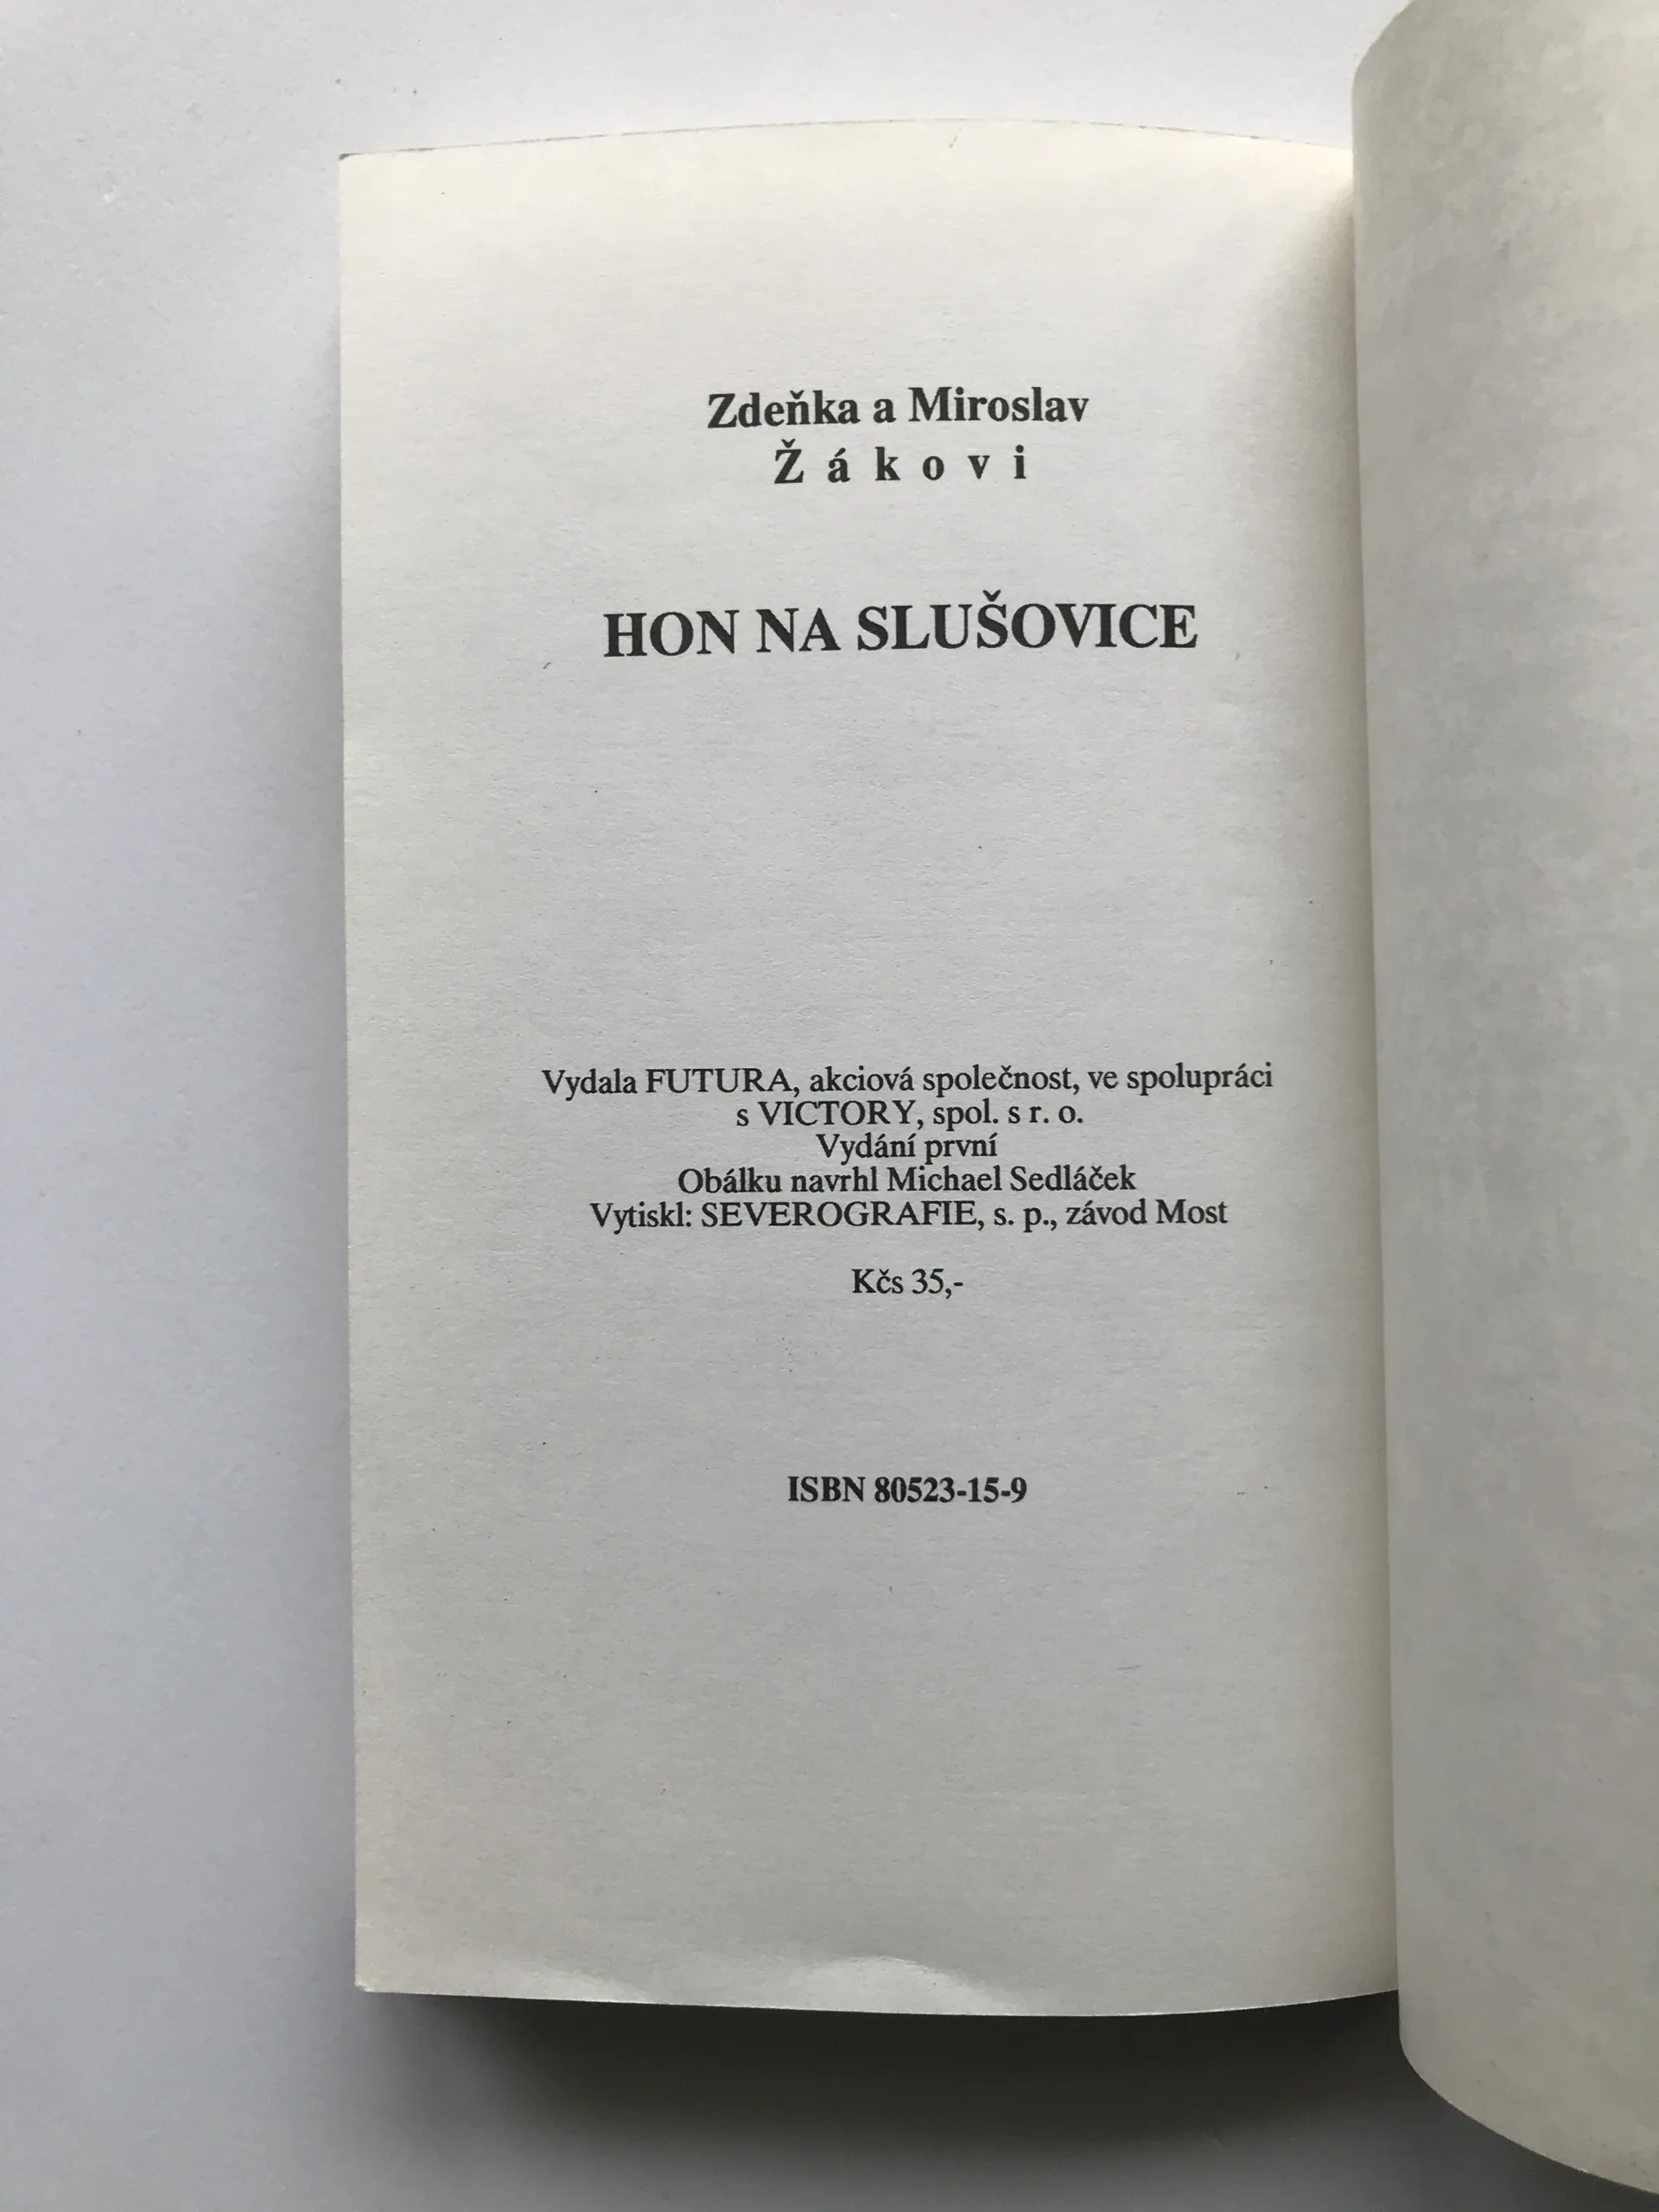 Zdeňka a Miroslav
Žákovi
HON NA SLUŠOVICE
Vydala FUTURA, akciová společnost, ve spolupráci
s VICTORY, spol. s r. o.
Vydání první
Obálku navrhl Michael Sedláček
Vytiskl: SEVEROGRAFIE, s. p., závod Most
Kčs 35,-
ISBN 80523-15-9